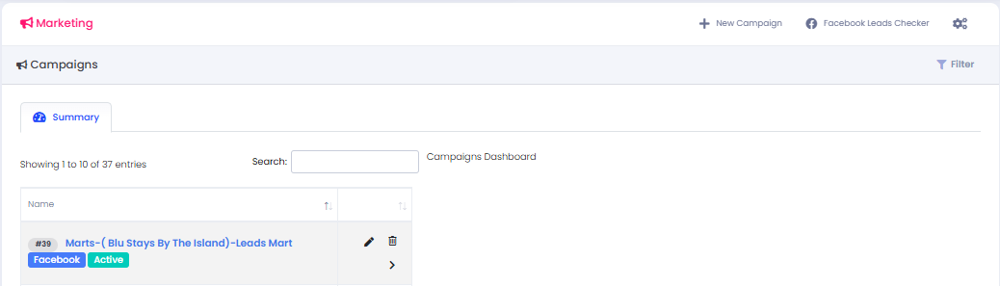 Marketing
New Campaign
Facebook Leads Checker
Campaigns
Filter
Summary
Showing 1 to 10 of 37 entries
Search:
Campaigns Dashboard
Name
#39 Marts-( Blu Stays By The Island)-Leads Mart
Facebook Active